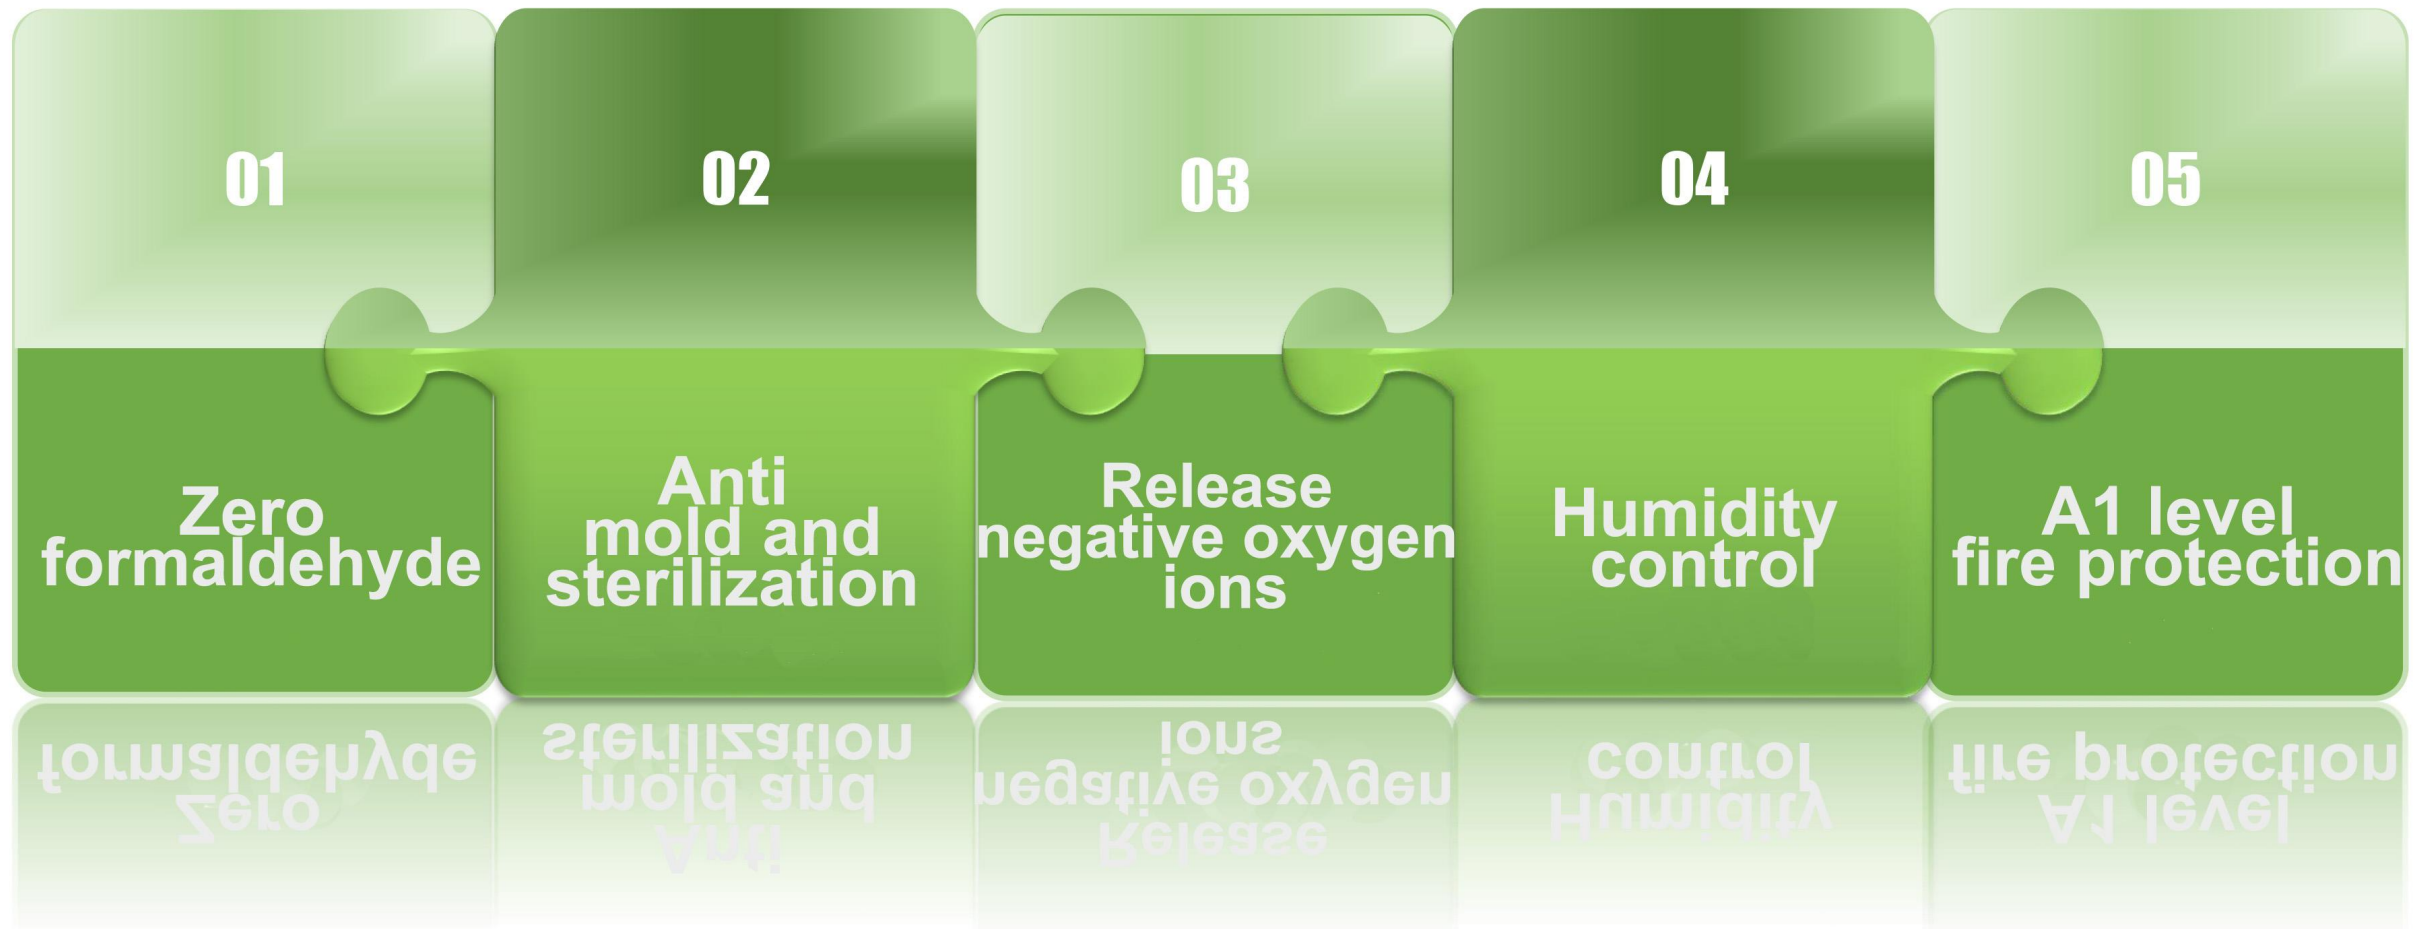 01
02
03
04
05
Zero
formaldehyde
Anti
mold and
sterilization
Release
negative oxygen
ions
Humidity
control
A1 level
fire protection